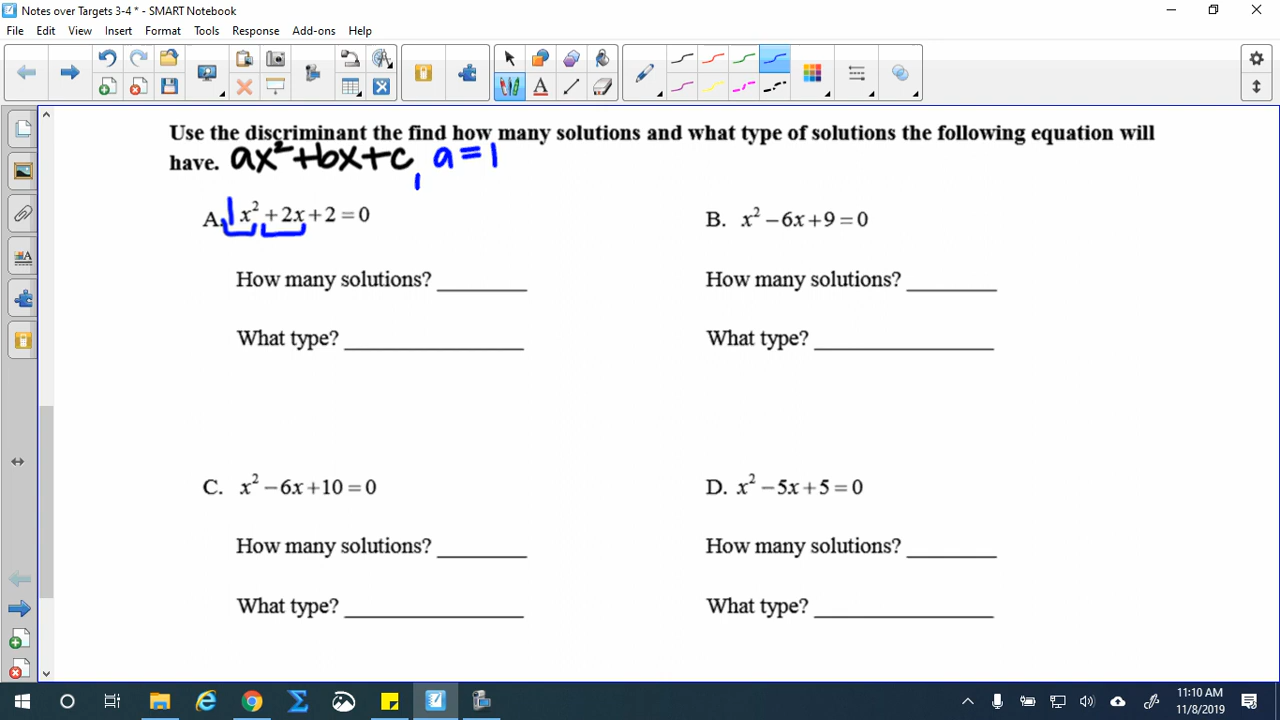 Notes over Targets 3-4 * - SMART Notebook
File Edit View Insert Format Tools Response Add-ons Help
Use the discriminant the find how many solutions and what type of solutions the following equation will
have. ax²+bx+c, a=1
A. 1x² + 2x + 2 = 0
B. x² − 6x + 9 = 0
How many solutions? ________
How many solutions? ________
What type? ________________
What type? ________________
C. x² − 6x + 10 = 0
D. x² − 5x + 5 = 0
How many solutions? ________
How many solutions? ________
What type? ________________
What type? ________________
11:10 AM
11/8/2019